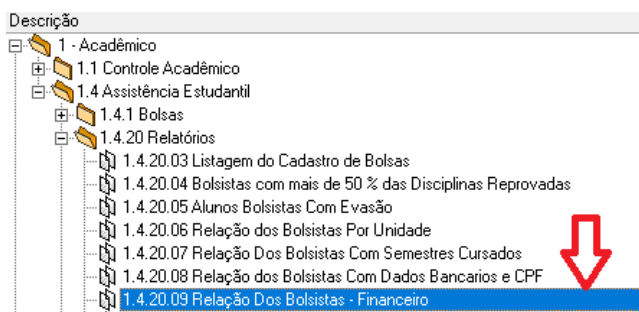 Descrição
1 - Acadêmico
1.1 Controle Acadêmico
1.4 Assistência Estudantil
1.4.1 Bolsas
1.4.20 Relatórios
1.4.20.03 Listagem do Cadastro de Bolsas
1.4.20.04 Bolsistas com mais de 50 % das Disciplinas Reprovadas
1.4.20.05 Alunos Bolsistas Com Evasão
1.4.20.06 Relação dos Bolsistas Por Unidade
1.4.20.07 Relação Dos Bolsistas Com Semestres Cursados
1.4.20.08 Relação dos Bolsistas Com Dados Bancarios e CPF
1.4.20.09 Relação Dos Bolsistas - Financeiro